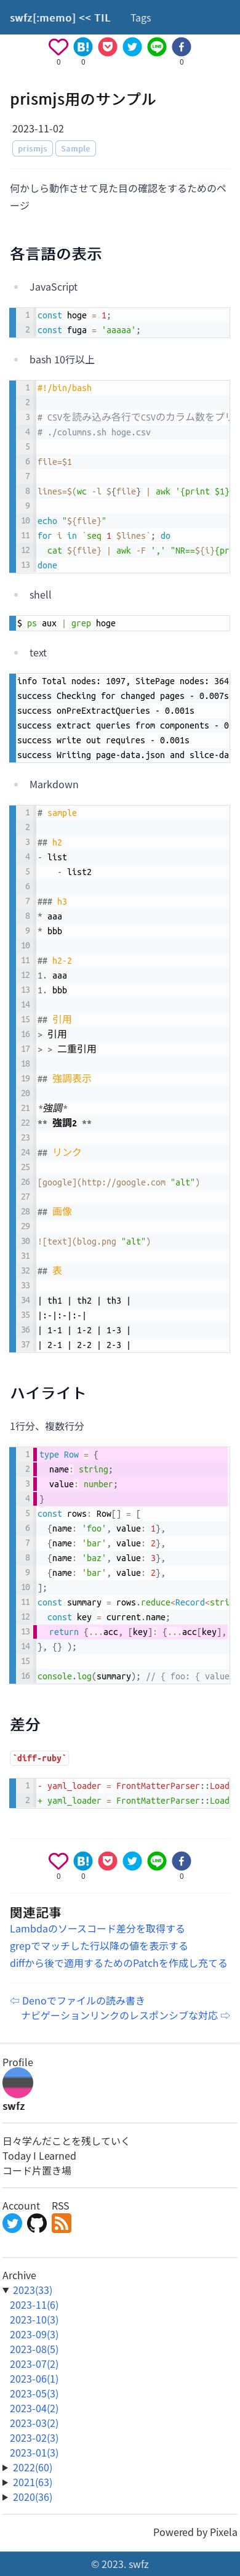 swfz[:memo] << TIL Tags
0 0 0
prismjs用のサンプル
2023-11-02
prismjs Sample
何かしら動作させて見た目の確認をするためのペ
ージ
各言語の表示
JavaScript
1 const hoge = 1;
2 const fuga = 'aaaaa';
bash 10行以上
1 #!/bin/bash
2
3 # CSVを読み込み各行でCSVのカラム数をプリ
4 # ./columns.sh hoge.csv
5
6 file=$1
7
8 lines=$(wc -l ${file} | awk '{print $1}
9
10 echo "${file}"
11 for i in `seq 1 $lines`; do
12 cat ${file} | awk -F ',' "NR==${i}{pr
13 done
shell
$ ps aux | grep hoge
text
info Total nodes: 1097, SitePage nodes: 364
success Checking for changed pages - 0.007s
success onPreExtractQueries - 0.001s
success extract queries from components - 0
success write out requires - 0.001s
success Writing page-data.json and slice-da
Markdown
1 # sample
2
3 ## h2
4 - list
5 - list2
6
7 ### h3
8 * aaa
9 * bbb
10
11 ## h2-2
12 1. aaa
13 1. bbb
14
15 ## 引用
16 > 引用
17 > > 二重引用
18
19 ## 強調表示
20
21 *強調*
22 ** 強調2 **
23
24 ## リンク
25
26 [google](http://google.com "alt")
27
28 ## 画像
29
30 ![text](blog.png "alt")
31
32 ## 表
33
34 | th1 | th2 | th3 |
35 |:-|:-:|-:|
36 | 1-1 | 1-2 | 1-3 |
37 | 2-1 | 2-2 | 2-3 |
ハイライト
1行分、複数行分
1 type Row = {
2 name: string;
3 value: number;
4 }
5 const rows: Row[] = [
6 {name: 'foo', value: 1},
7 {name: 'bar', value: 2},
8 {name: 'baz', value: 3},
9 {name: 'bar', value: 2},
10 ];
11 const summary = rows.reduce<Record<stri
12 const key = current.name;
13 return {...acc, [key]: {...acc[key],
14 }, {} );
15
16 console.log(summary); // { foo: { value
差分
`diff-ruby`
1 - yaml_loader = FrontMatterParser::Load
2 + yaml_loader = FrontMatterParser::Load
0 0 0
関連記事
Lambdaのソースコード差分を取得する
grepでマッチした行以降の値を表示する
diffから後で適用するためのPatchを作成し充てる
⇦ Denoでファイルの読み書き
ナビゲーションリンクのレスポンシブな対応 ⇨
Profile
swfz
日々学んだことを残していく
Today I Learned
コード片置き場
Account RSS
Archive
▼ 2023(33)
2023-11(6)
2023-10(3)
2023-09(3)
2023-08(5)
2023-07(2)
2023-06(1)
2023-05(3)
2023-04(2)
2023-03(2)
2023-02(3)
2023-01(3)
▶ 2022(60)
▶ 2021(63)
▶ 2020(36)
Powered by Pixela
© 2023. swfz